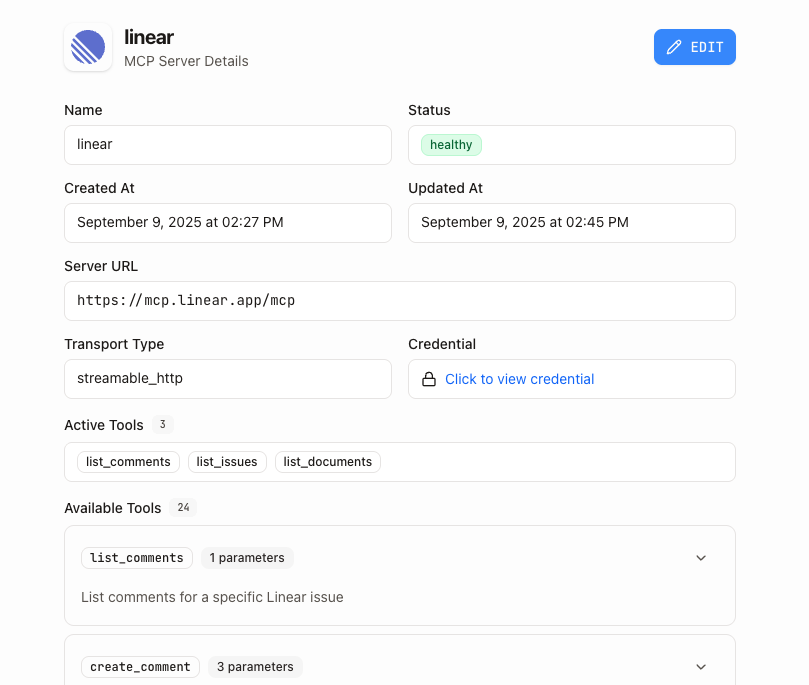 linear
MCP Server Details
EDIT
Name
Status
linear
healthy
Created At
Updated At
September 9, 2025 at 02:27 PM
September 9, 2025 at 02:45 PM
Server URL
https://mcp.linear.app/mcp
Transport Type
Credential
streamable_http
Click to view credential
Active Tools 3
list_comments list_issues list_documents
Available Tools 24
list_comments 1 parameters
List comments for a specific Linear issue
create_comment 3 parameters